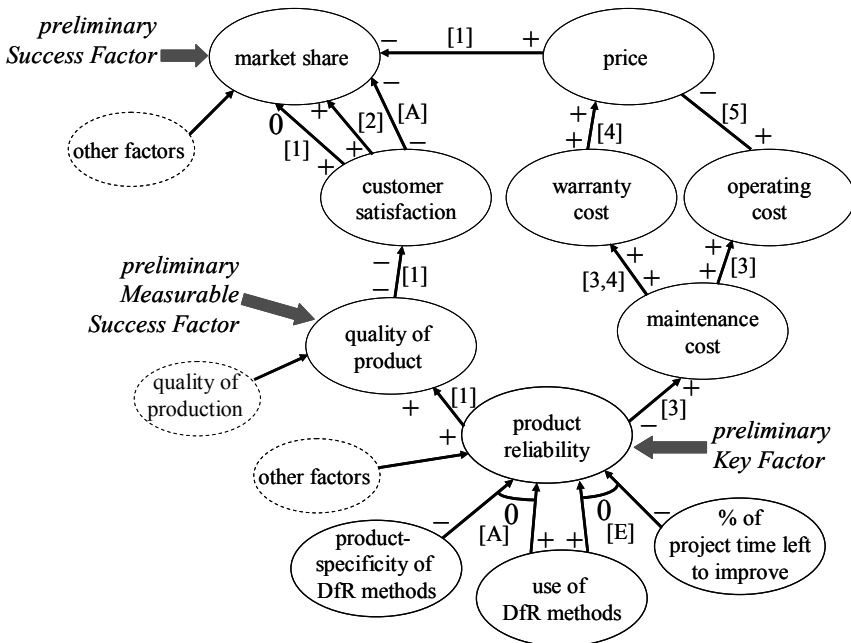 preliminary
Success Factor
market share
−
[1]
+
price
other factors
0
+
−
[1]
[2]
[A]
+
+
−
customer
satisfaction
+
+
[4]
−
[5]
+
warranty
cost
operating
cost
preliminary
Measurable
Success Factor
−
−
[1]
quality of
product
+
+
[3,4]
+
+
[3]
maintenance
cost
quality of
production
+
[1]
+
product
reliability
−
[3]
+
preliminary
Key Factor
other factors
−
0
[A]
+
0
+
[E]
−
product-
specificity of
DfR methods
use of
DfR methods
% of
project time left
to improve